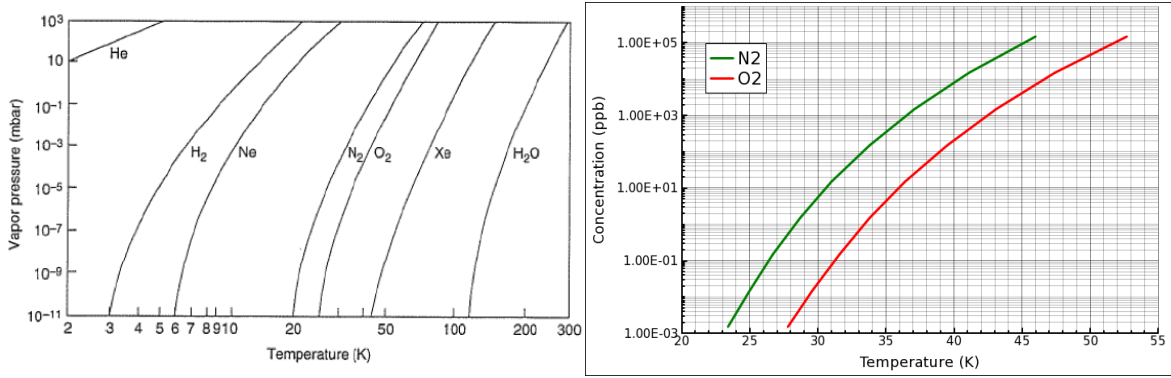 Vapor pressure (mbar)
10³
10
10⁻¹
10⁻³
10⁻⁵
10⁻⁷
10⁻⁹
10⁻¹¹
He
H₂
Ne
N₂
O₂
Xe
H₂O
2 3 4 5 6 7 8 9 10 20 50 100 200 300
Temperature (K)
Concentration (ppb)
1.00E+05
1.00E+03
1.00E+01
1.00E-01
1.00E-03
N2
O2
20 25 30 35 40 45 50 55
Temperature (K)